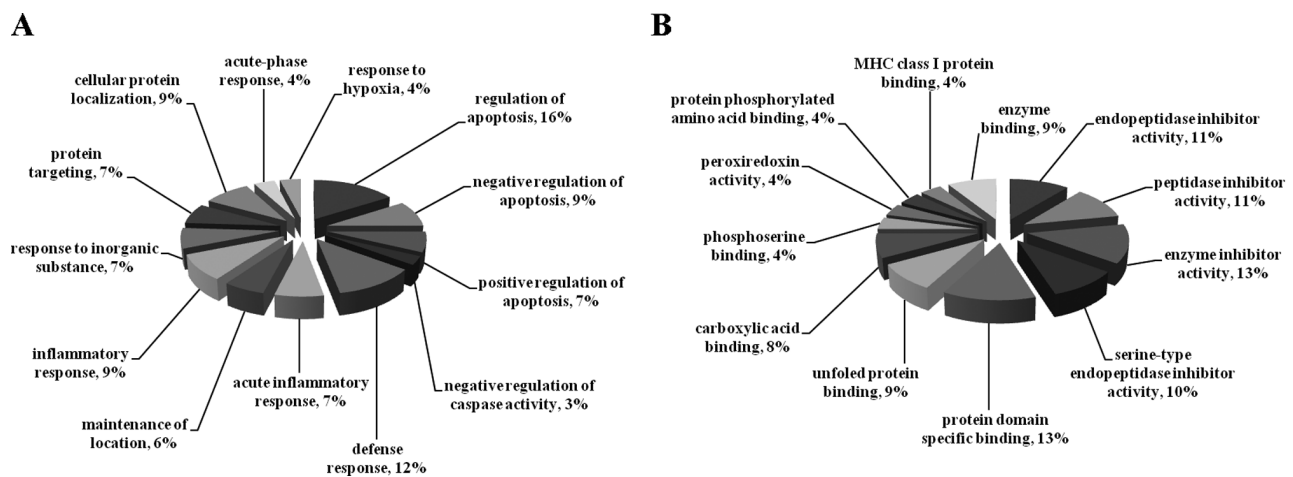 A
acute-phase
response, 4%
response to
hypoxia, 4%
cellular protein
localization, 9%
regulation of
apoptosis, 16%
protein
targeting, 7%
negative regulation of
apoptosis, 9%
response to inorganic
substance, 7%
positive regulation of
apoptosis, 7%
inflammatory
response, 9%
acute inflammatory
response, 7%
negative regulation of
caspase activity, 3%
maintenance of
location, 6%
defense
response, 12%
B
MHC class I protein
binding, 4%
protein phosphorylated
amino acid binding, 4%
enzyme
binding, 9%
endopeptidase inhibitor
activity, 11%
peroxiredoxin
activity, 4%
peptidase inhibitor
activity, 11%
phosphoserine
binding, 4%
enzyme inhibitor
activity, 13%
carboxylic acid
binding, 8%
unfoled protein
binding, 9%
serine-type
endopeptidase inhibitor
activity, 10%
protein domain
specific binding, 13%